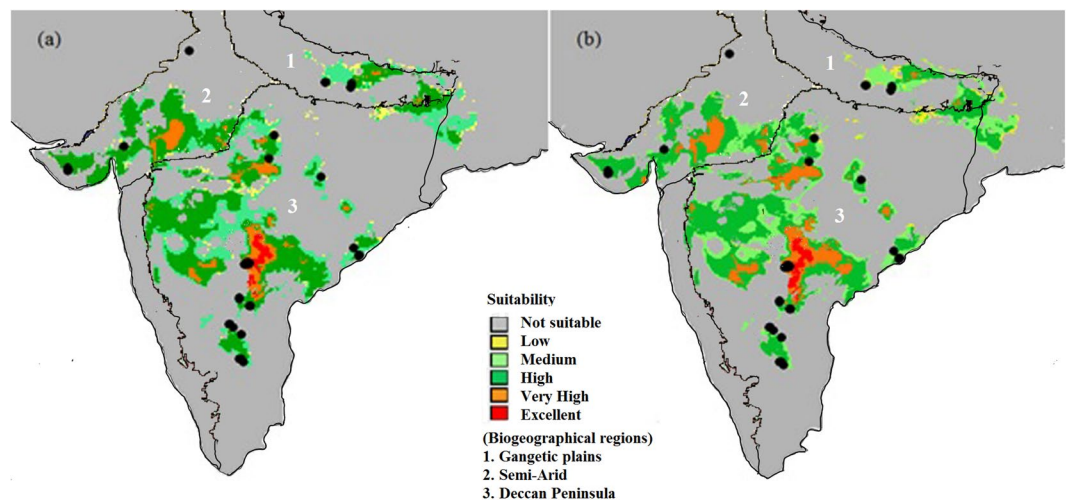 (a)
1
2
3
(b)
1
2
3
Suitability
Not suitable
Low
Medium
High
Very High
Excellent
(Biogeographical regions)
1. Gangetic plains
2. Semi-Arid
3. Deccan Peninsula